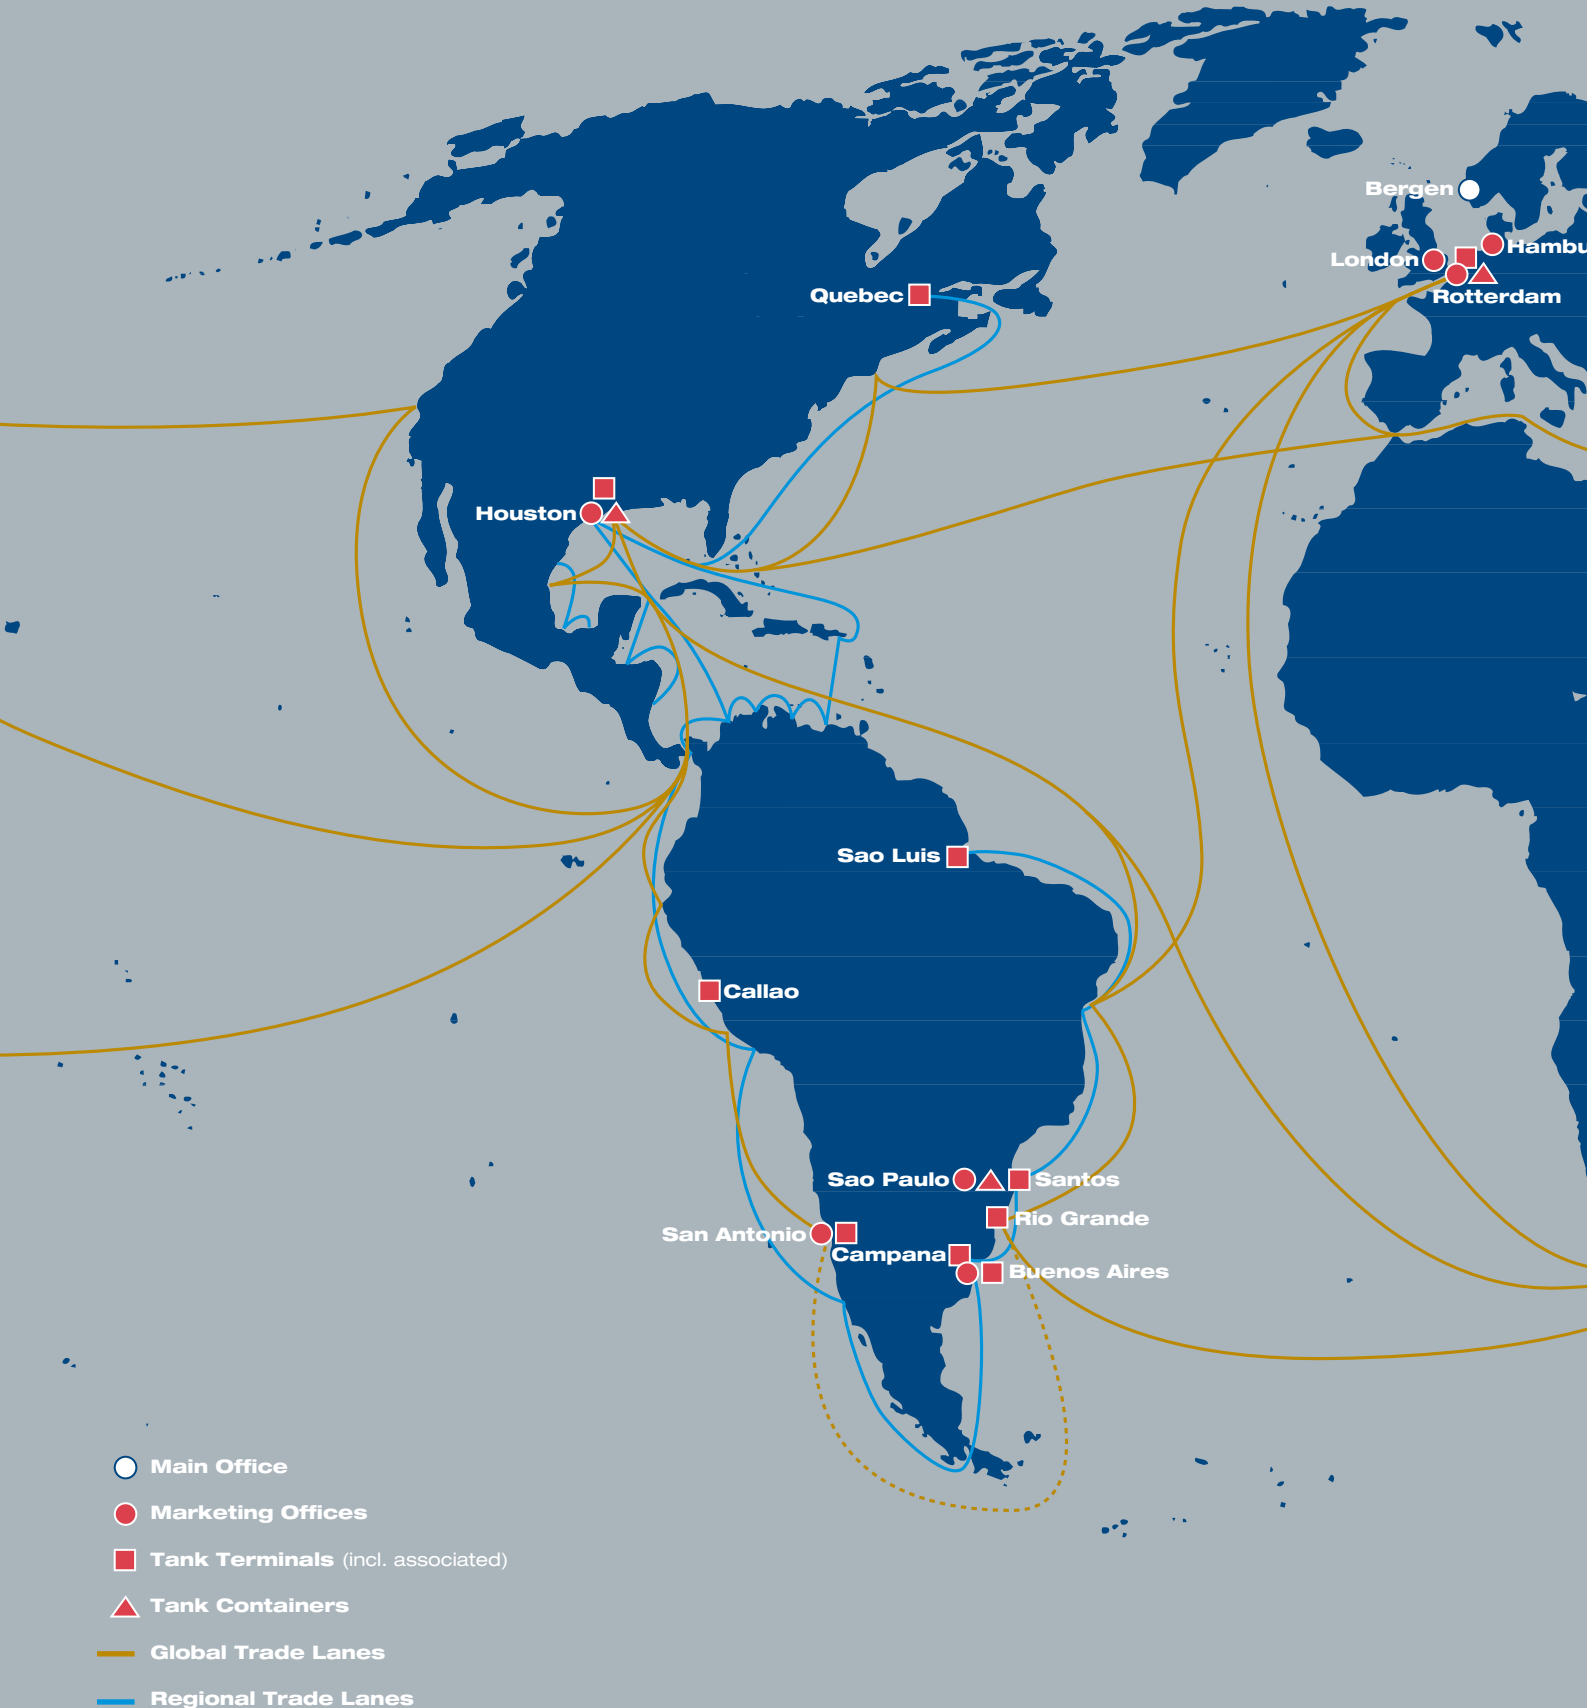 Bergen
Hambu
London
Rotterdam
Quebec
Houston
Sao Luis
Callao
Sao Paulo
Santos
Rio Grande
San Antonio
Campana
Buenos Aires
Main Office
Marketing Offices
Tank Terminals (incl. associated)
Tank Containers
Global Trade Lanes
Regional Trade Lanes